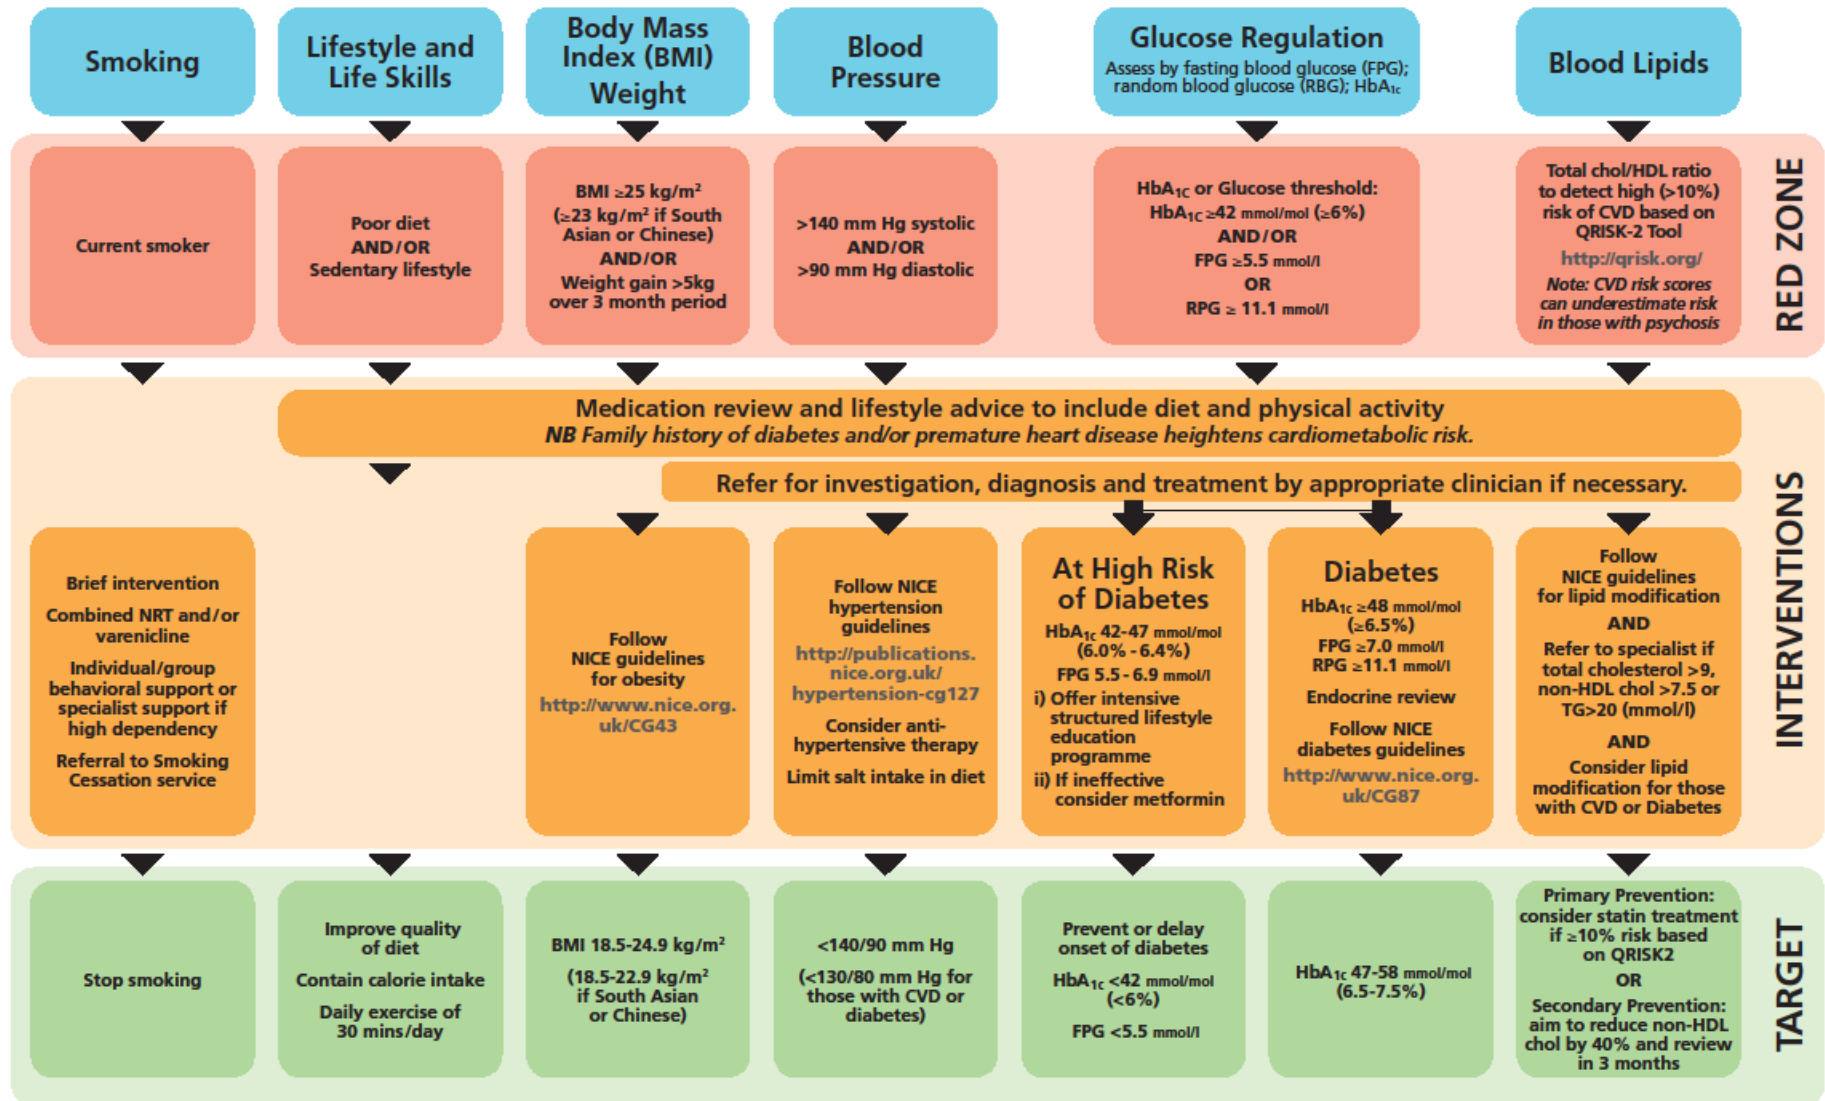 Smoking
Lifestyle and
Life Skills
Body Mass
Index (BMI)
Weight
Blood
Pressure
Glucose Regulation
Assess by fasting blood glucose (FPG);
random blood glucose (RBG); HbA1c
Blood Lipids
RED ZONE
Current smoker
Poor diet
AND/OR
Sedentary lifestyle
BMI ≥25 kg/m²
(≥23 kg/m² if South
Asian or Chinese)
AND/OR
Weight gain >5kg
over 3 month period
>140 mm Hg systolic
AND/OR
>90 mm Hg diastolic
HbA1C or Glucose threshold:
HbA1C ≥42 mmol/mol (≥6%)
AND/OR
FPG ≥5.5 mmol/l
OR
RPG ≥ 11.1 mmol/l
Total chol/HDL ratio
to detect high (>10%)
risk of CVD based on
QRISK-2 Tool
http://qrisk.org/
Note: CVD risk scores
can underestimate risk
in those with psychosis
INTERVENTIONS
Medication review and lifestyle advice to include diet and physical activity
NB Family history of diabetes and/or premature heart disease heightens cardiometabolic risk.
Refer for investigation, diagnosis and treatment by appropriate clinician if necessary.
Brief intervention
Combined NRT and/or
varenicline
Individual/group
behavioral support or
specialist support if
high dependency
Referral to Smoking
Cessation service
Follow
NICE guidelines
for obesity
http://www.nice.org.
uk/CG43
Follow NICE
hypertension
guidelines
http://publications.
nice.org.uk/
hypertension-cg127
Consider anti-
hypertensive therapy
Limit salt intake in diet
At High Risk
of Diabetes
HbA1c 42-47 mmol/mol
(6.0% - 6.4%)
FPG 5.5 - 6.9 mmol/l
i) Offer intensive
structured lifestyle
education
programme
ii) If ineffective
consider metformin
Diabetes
HbA1c ≥48 mmol/mol
(≥6.5%)
FPG ≥7.0 mmol/l
RPG ≥11.1 mmol/l
Endocrine review
Follow NICE
diabetes guidelines
http://www.nice.org.
uk/CG87
Follow
NICE guidelines
for lipid modification
AND
Refer to specialist if
total cholesterol >9,
non-HDL chol >7.5 or
TG>20 (mmol/l)
AND
Consider lipid
modification for those
with CVD or Diabetes
TARGET
Stop smoking
Improve quality
of diet
Contain calorie intake
Daily exercise of
30 mins/day
BMI 18.5-24.9 kg/m²
(18.5-22.9 kg/m²
if South Asian
or Chinese)
<140/90 mm Hg
(<130/80 mm Hg for
those with CVD or
diabetes)
Prevent or delay
onset of diabetes
HbA1c <42 mmol/mol
(<6%)
FPG <5.5 mmol/l
HbA1c 47-58 mmol/mol
(6.5-7.5%)
Primary Prevention:
consider statin treatment
if ≥10% risk based
on QRISK2
OR
Secondary Prevention:
aim to reduce non-HDL
chol by 40% and review
in 3 months